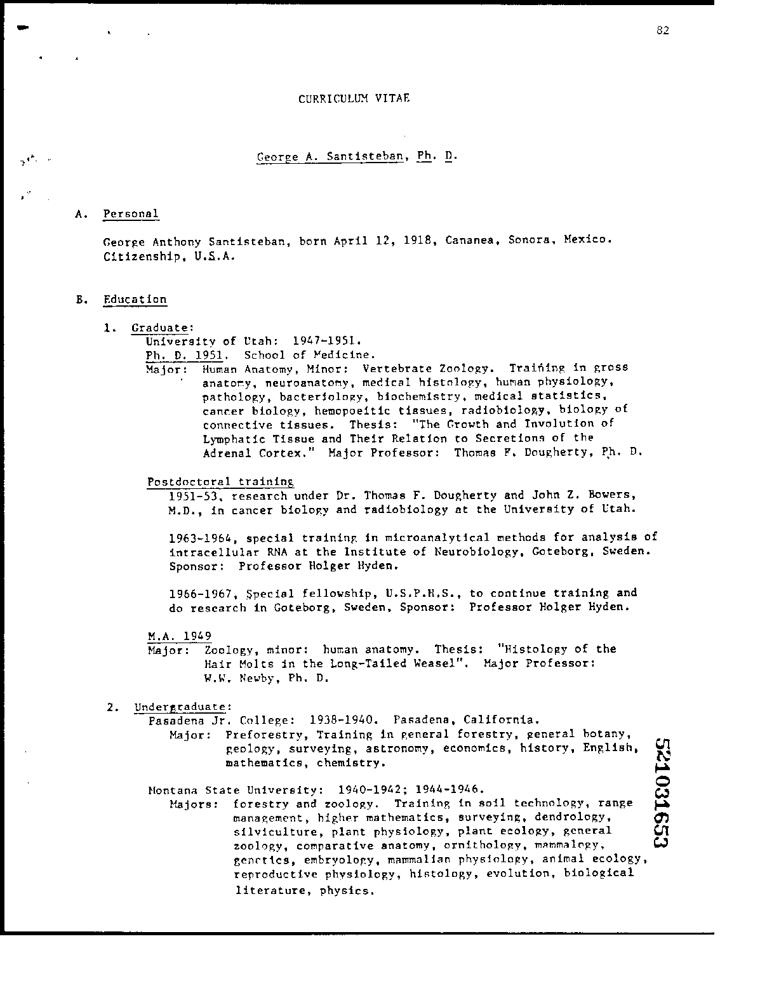 82
CURRICULUM VITAE
George A. Santisteban, Ph. D.
A. Personal
George Anthony Santisteban, born April 12, 1918, Cananea, Sonora, Mexico.
Citizenship, U.S.A.
B. Education
1. Graduate:
University of Utah: 1947-1951.
Ph. D. 1951. School of Medicine.
Major: Human Anatomy, Minor: Vertebrate Zoology. Training in gross
anatomy, neuroanatomy, medical histology, human physiology,
pathology, bacteriology, biochemistry, medical statistics,
cancer biology, hemopoeitic tissues, radiobiology, biology of
connective tissues. Thesis: "The Growth and Involution of
Lymphatic Tissue and Their Relation to Secretions of the
Adrenal Cortex." Major Professor: Thomas F. Dougherty, Ph. D.
Postdoctoral training
1951-53, research under Dr. Thomas F. Dougherty and John Z. Bowers,
M.D., in cancer biology and radiobiology at the University of Utah.
1963-1964, special training in microanalytical methods for analysis of
intracellular RNA at the Institute of Neurobiology, Goteborg, Sweden.
Sponsor: Professor Holger Hyden.
1966-1967, Special fellowship, U.S.P.H.S., to continue training and
do research in Goteborg, Sweden, Sponsor: Professor Holger Hyden.
M.A. 1949
Major: Zoology, minor: human anatomy. Thesis: "Histology of the
Hair Molts in the Long-Tailed Weasel". Major Professor:
W.W. Newby, Ph. D.
2. Undergraduate:
Pasadena Jr. College: 1938-1940. Pasadena, California.
Major: Preforestry, Training in general forestry, general botany,
geology, surveying, astronomy, economics, history, English,
mathematics, chemistry.
Montana State University: 1940-1942; 1944-1946.
Majors: forestry and zoology. Training in soil technology, range
management, higher mathematics, surveying, dendrology,
silviculture, plant physiology, plant ecology, general
zoology, comparative anatomy, ornithology, mammalogy,
genetics, embryology, mammalian physiology, animal ecology,
reproductive physiology, histology, evolution, biological
literature, physics.
521031653